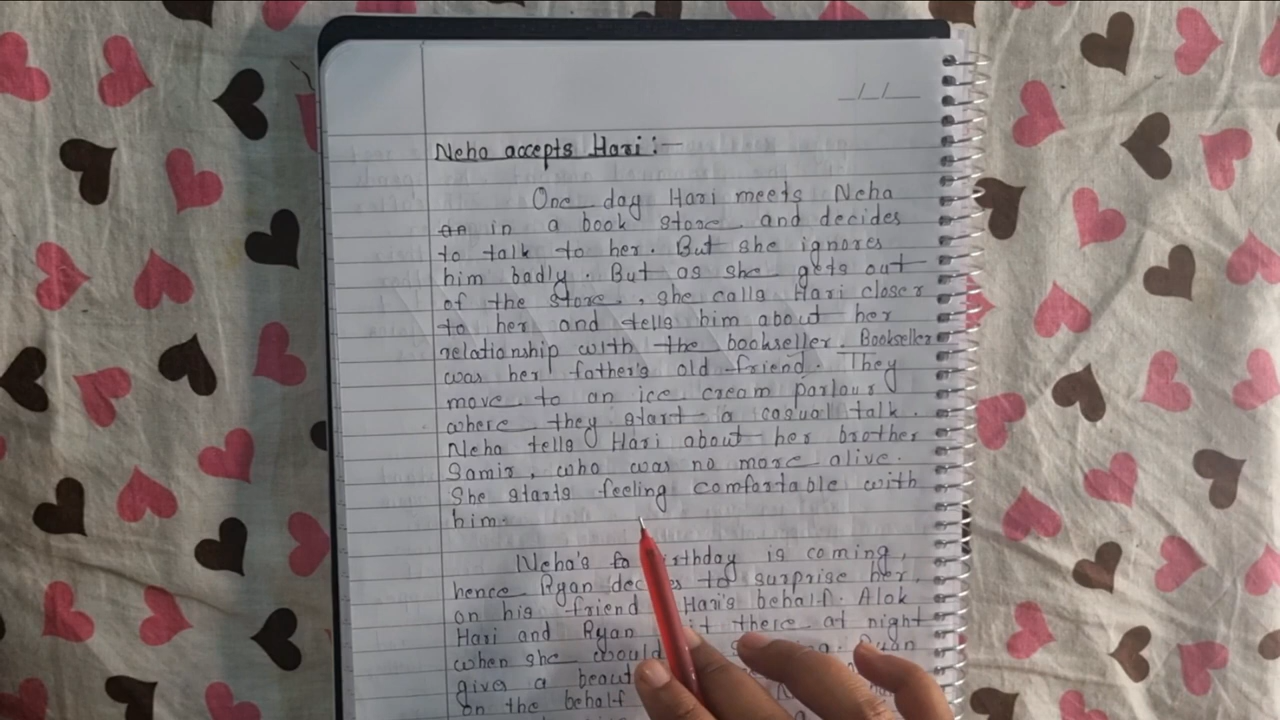 _/_/__
Neha accepts Hari :-
One day Hari meets Neha
in a book store and decides
to talk to her. But she ignores
him badly. But as she gets out
of the store, she calls Hari closer
to her and tells him about her
relationship with the bookseller. Bookseller
was her father's old friend. They
move to an ice cream parlour
where they start a casual talk.
Neha tells Hari about her brother
Samir, who was no more alive.
She starts feeling comfortable with
him.
Neha's birthday is coming,
hence Ryan to surprise her,
on his friend Hari's behalf. Alok
Hari and Ryan there at night
when she would
gives a
on the behalf